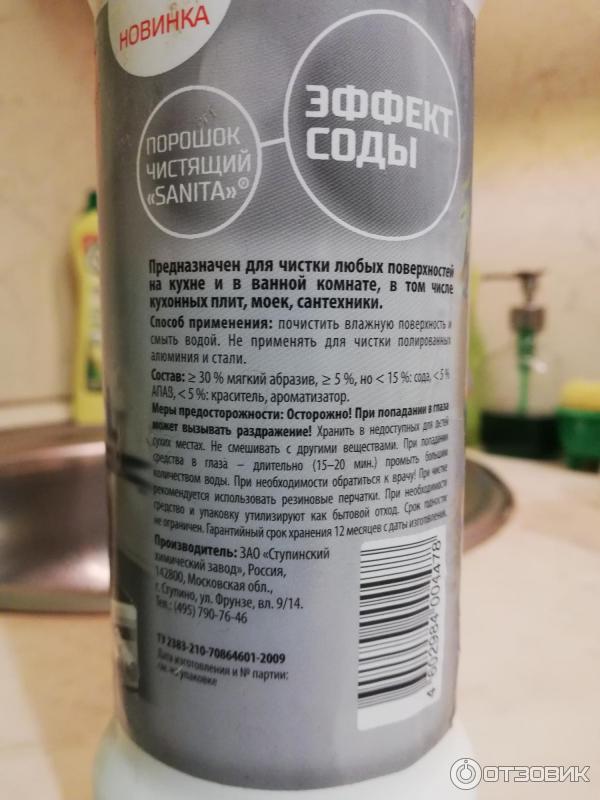 НОВИНКА
ЭФФЕКТ
СОДЫ
ПОРОШОК
ЧИСТЯЩИЙ
«SANITA»®
Предназначен для чистки любых поверхностей
на кухне и в ванной комнате, в том числе
кухонных плит, моек, сантехники.
Способ применения: почистить влажную поверхность и
смыть водой. Не применять для чистки полированных
алюминия и стали.
Состав: ≥ 30 % мягкий абразив, ≥ 5 %, но < 15 %: сода, < 5 %
АПАВ, < 5 %: краситель, ароматизатор.
Меры предосторожности: Осторожно! При попадании в глаза
может вызывать раздражение! Хранить в недоступных для детей
сухих местах. Не смешивать с другими веществами. При попадании
средства в глаза – длительно (15–20 мин.) промыть большим
количеством воды. При необходимости обратиться к врачу! При чистке
рекомендуется использовать резиновые перчатки. При необходимости
средство и упаковку утилизируют как бытовой отход. Срок годности
не ограничен. Гарантийный срок хранения 12 месяцев с даты изготовления.
Производитель: ЗАО «Ступинский
химический завод», Россия,
142800, Московская обл.,
г. Ступино, ул. Фрунзе, вл. 9/14.
Тел.: (495) 790-76-46
ТУ 2383-210-70864601-2009
Дата изготовления и № партии:
см. на упаковке
4 602984 004478
ОТЗОВИК